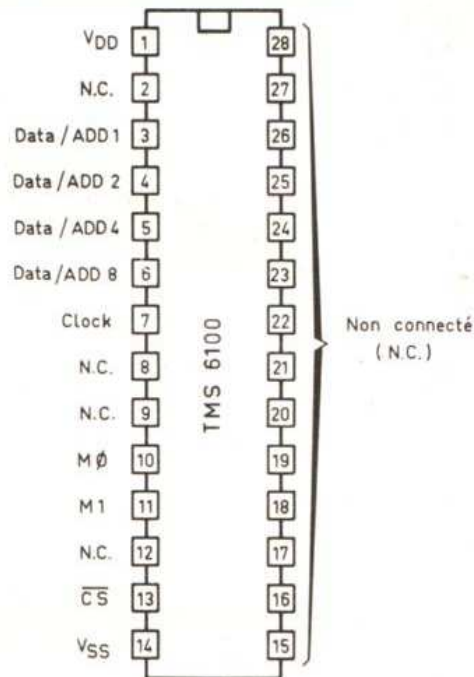 VDD 1 28
N.C. 2 27
Data / ADD 1 3 26
Data / ADD 2 4 25
Data / ADD 4 5 24
Data / ADD 8 6 23
Clock 7 22
N.C. 8 21
N.C. 9 20
MØ 10 19
M1 11 18
N.C. 12 17
C̅S̅ 13 16
VSS 14 15
TMS 6100
Non connecté
( N.C. )